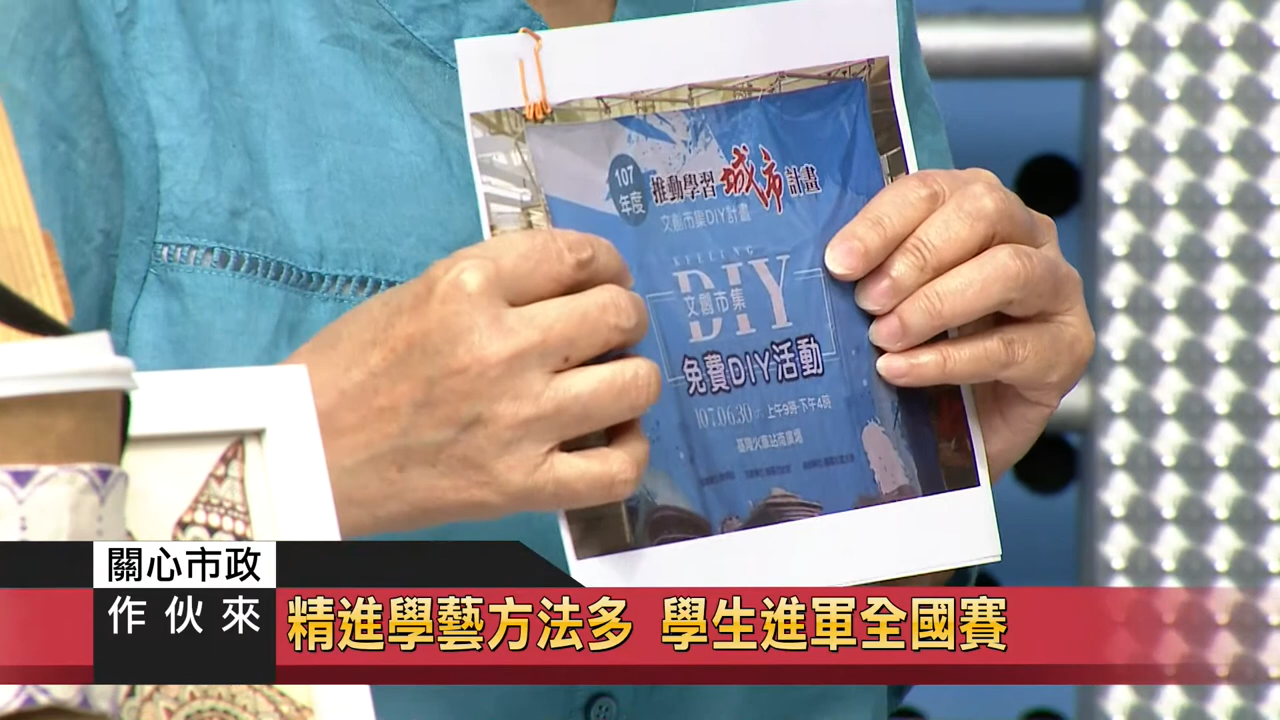 107
年度
推動學習城市計畫
文創市集DIY計畫
KEELUNG
DIY
文創市集
免費DIY活動
107.06.30 上午9時-下午4時
基隆火車站南廣場
關心市政
作伙來
精進學藝方法多 學生進軍全國賽